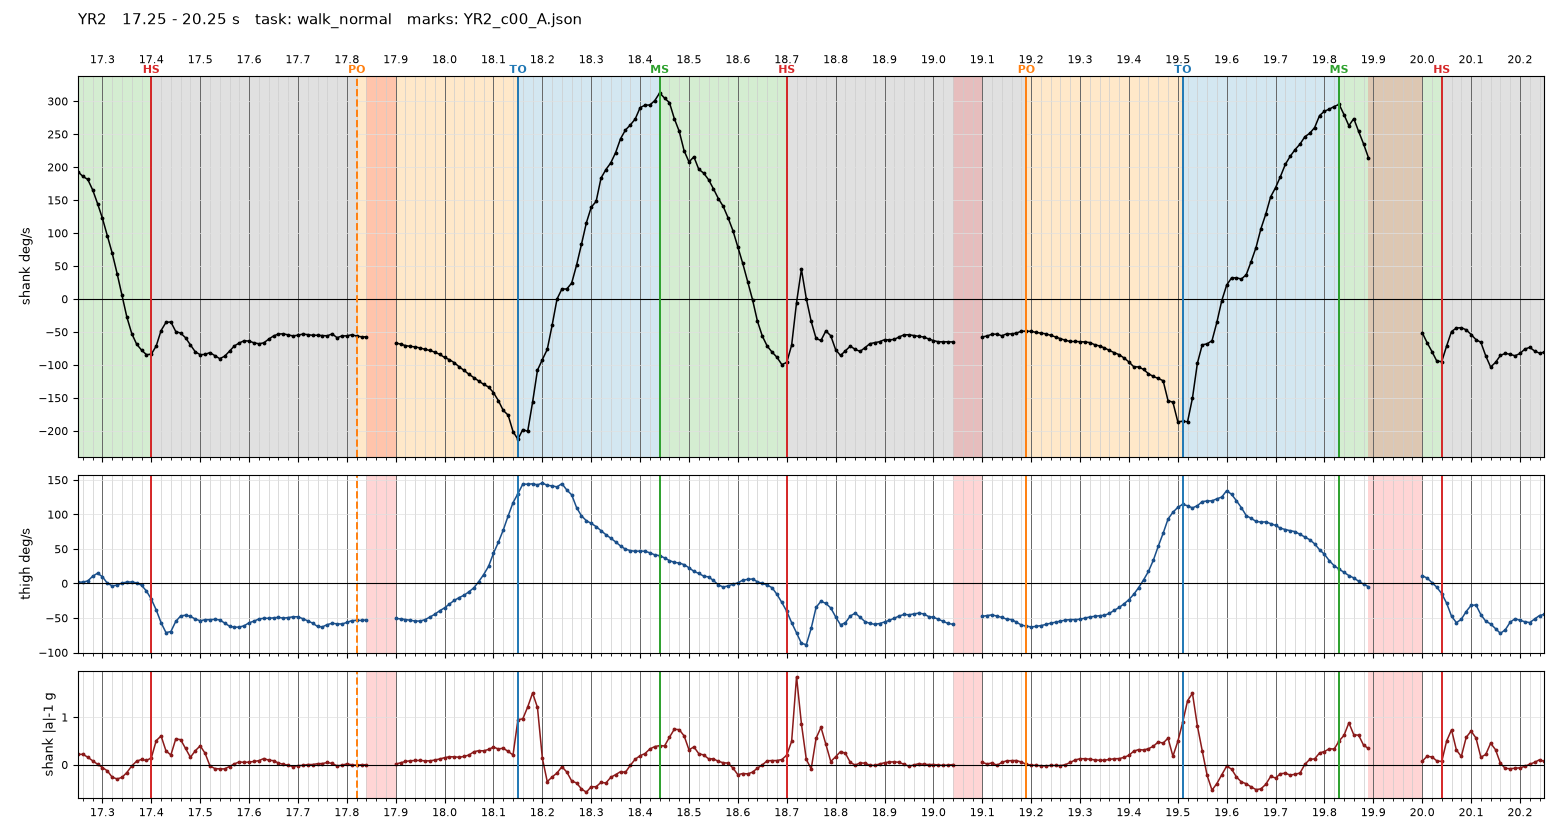 YR2 17.25 - 20.25 s task: walk_normal marks: YR2_c00_A.json
17.3 17.4 17.5 17.6 17.7 17.8 17.9 18.0 18.1 18.2 18.3 18.4 18.5 18.6 18.7 18.8 18.9 19.0 19.1 19.2 19.3 19.4 19.5 19.6 19.7 19.8 19.9 20.0 20.1 20.2
HS PO TO MS HS PO TO MS HS
shank deg/s
300
250
200
150
100
50
0
−50
−100
−150
−200
thigh deg/s
150
100
50
0
−50
−100
shank |a|-1 g
1
0
17.3 17.4 17.5 17.6 17.7 17.8 17.9 18.0 18.1 18.2 18.3 18.4 18.5 18.6 18.7 18.8 18.9 19.0 19.1 19.2 19.3 19.4 19.5 19.6 19.7 19.8 19.9 20.0 20.1 20.2